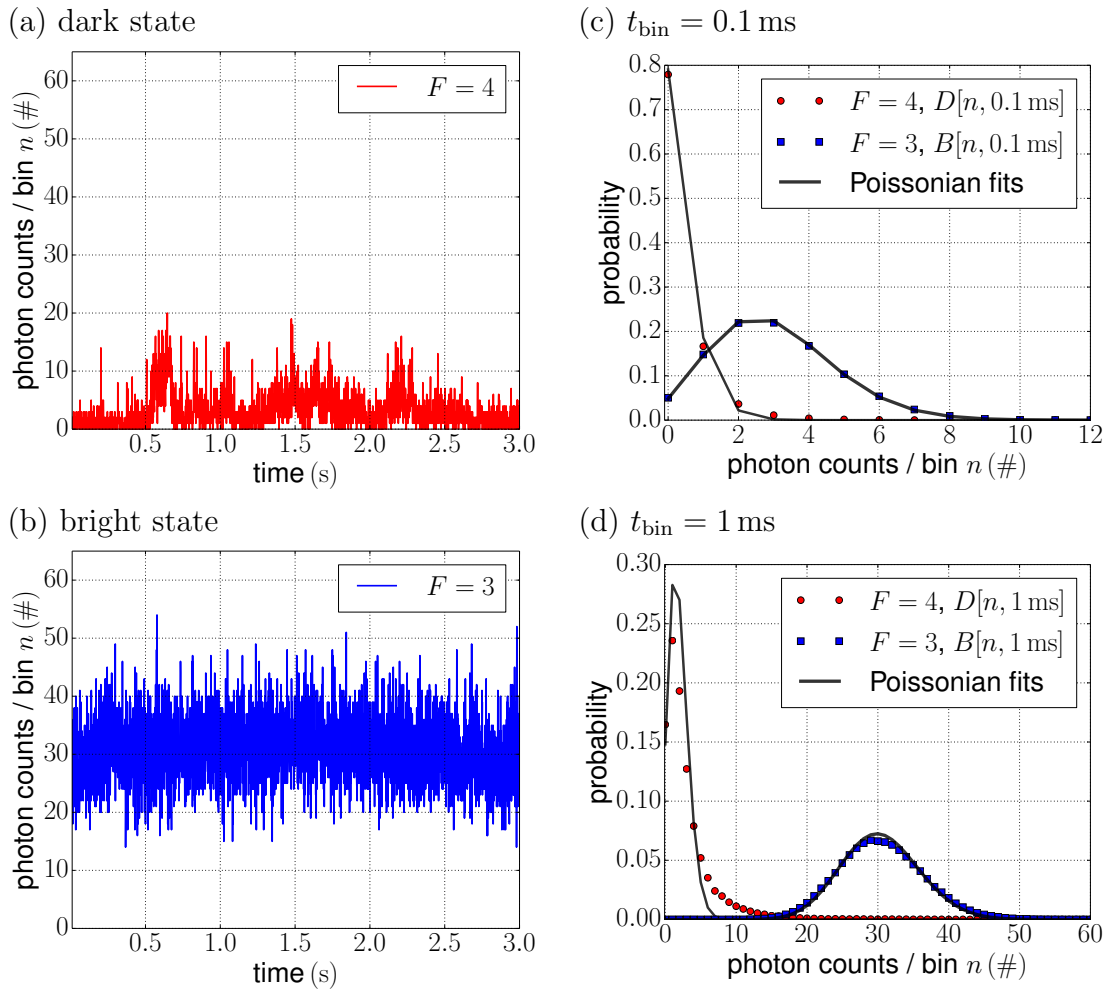 (a) dark state
60
50
40
30
20
10
0
photon counts / bin n (#)
F = 4
0.5 1.0 1.5 2.0 2.5 3.0
time (s)
(b) bright state
60
50
40
30
20
10
0
photon counts / bin n (#)
F = 3
0.5 1.0 1.5 2.0 2.5 3.0
time (s)
(c) t_bin = 0.1 ms
0.8
0.7
0.6
0.5
0.4
0.3
0.2
0.1
0.0
probability
F = 4, D[n, 0.1 ms]
F = 3, B[n, 0.1 ms]
Poissonian fits
0 2 4 6 8 10 12
photon counts / bin n (#)
(d) t_bin = 1 ms
0.30
0.25
0.20
0.15
0.10
0.05
0.00
probability
F = 4, D[n, 1 ms]
F = 3, B[n, 1 ms]
Poissonian fits
0 10 20 30 40 50 60
photon counts / bin n (#)